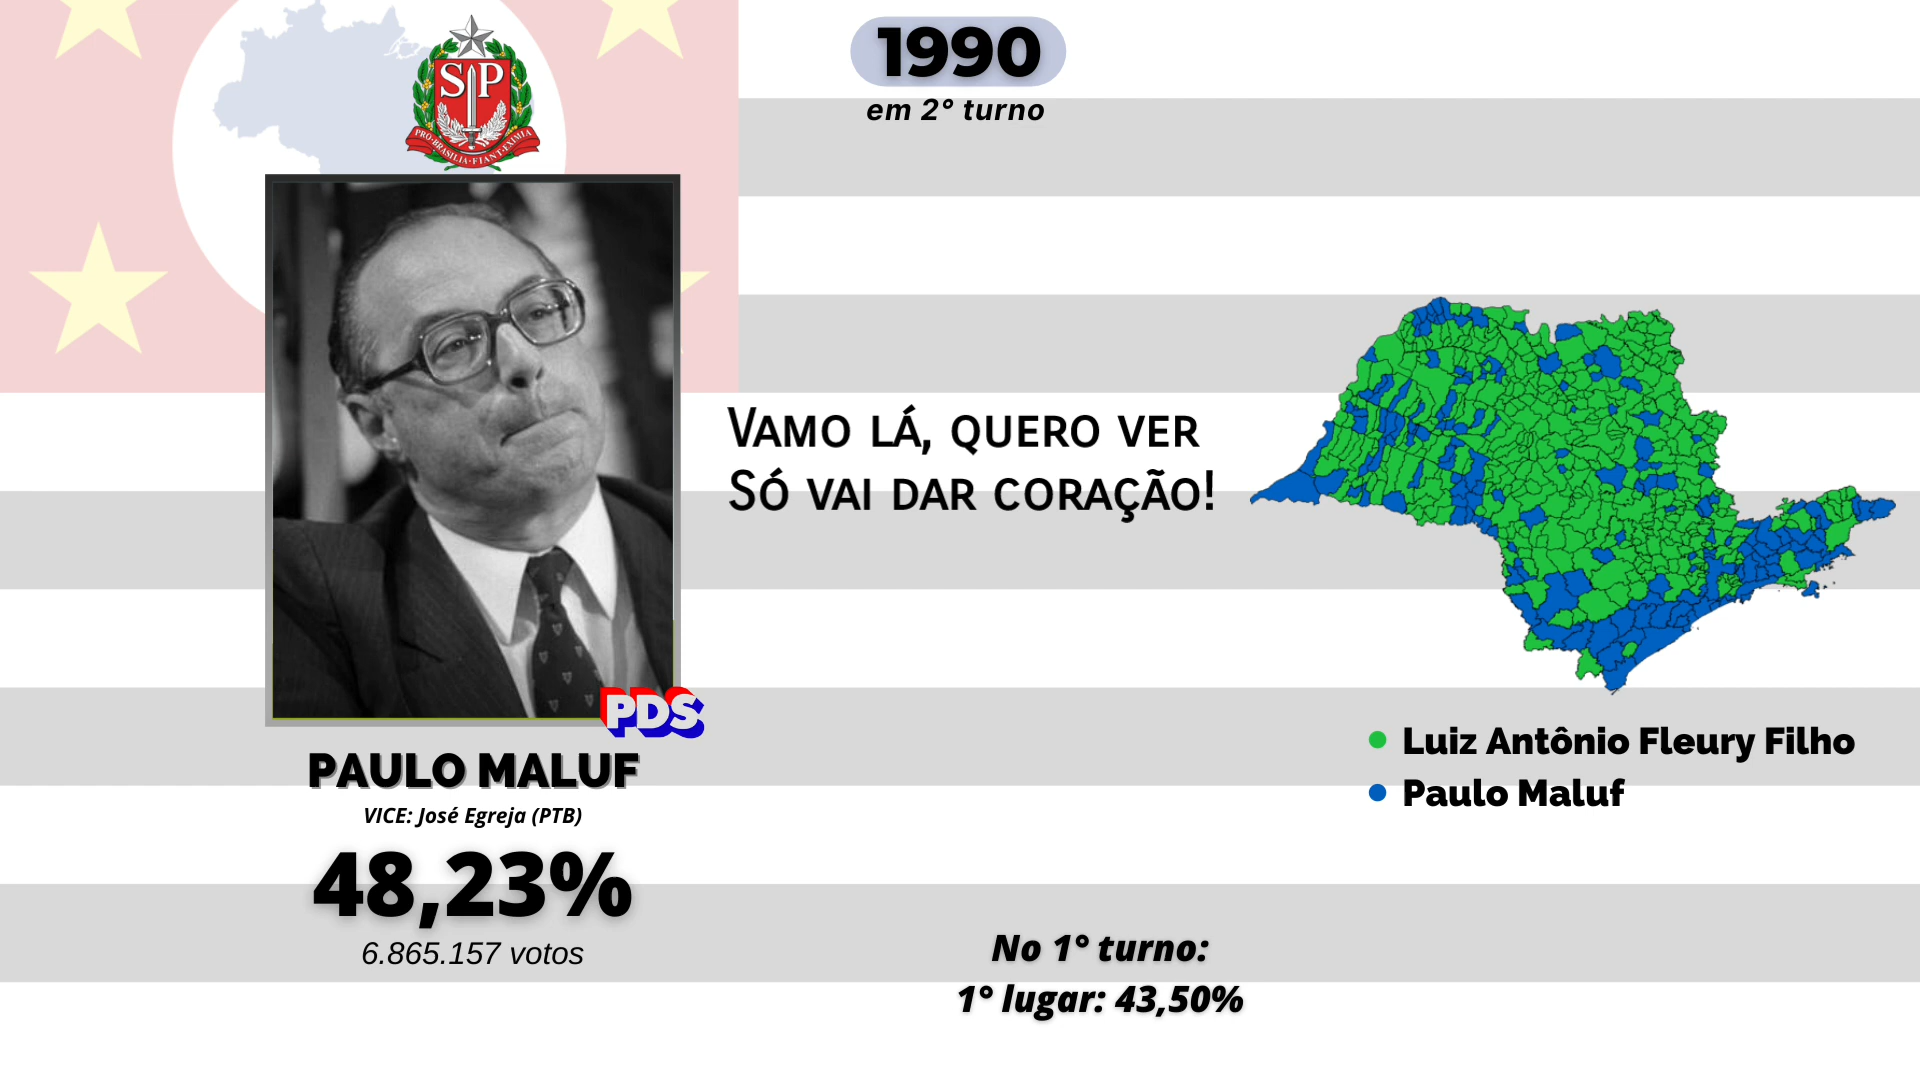 1990
em 2° turno
SP
PRO·BRASILIA·FIANT·EXIMIA
Vamo lá, quero ver
Só vai dar coração!
PDS
PAULO MALUF
VICE: José Egreja (PTB)
48,23%
6.865.157 votos
Luiz Antônio Fleury Filho
Paulo Maluf
No 1° turno:
1° lugar: 43,50%